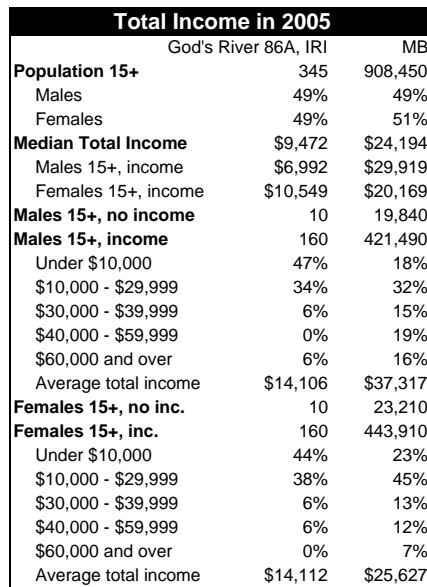 Total Income in 2005
God's River 86A, IRI MB
Population 15+ 345 908,450
Males 49% 49%
Females 49% 51%
Median Total Income $9,472 $24,194
Males 15+, income $6,992 $29,919
Females 15+, income $10,549 $20,169
Males 15+, no income 10 19,840
Males 15+, income 160 421,490
Under $10,000 47% 18%
$10,000 - $29,999 34% 32%
$30,000 - $39,999 6% 15%
$40,000 - $59,999 0% 19%
$60,000 and over 6% 16%
Average total income $14,106 $37,317
Females 15+, no inc. 10 23,210
Females 15+, inc. 160 443,910
Under $10,000 44% 23%
$10,000 - $29,999 38% 45%
$30,000 - $39,999 6% 13%
$40,000 - $59,999 6% 12%
$60,000 and over 0% 7%
Average total income $14,112 $25,627